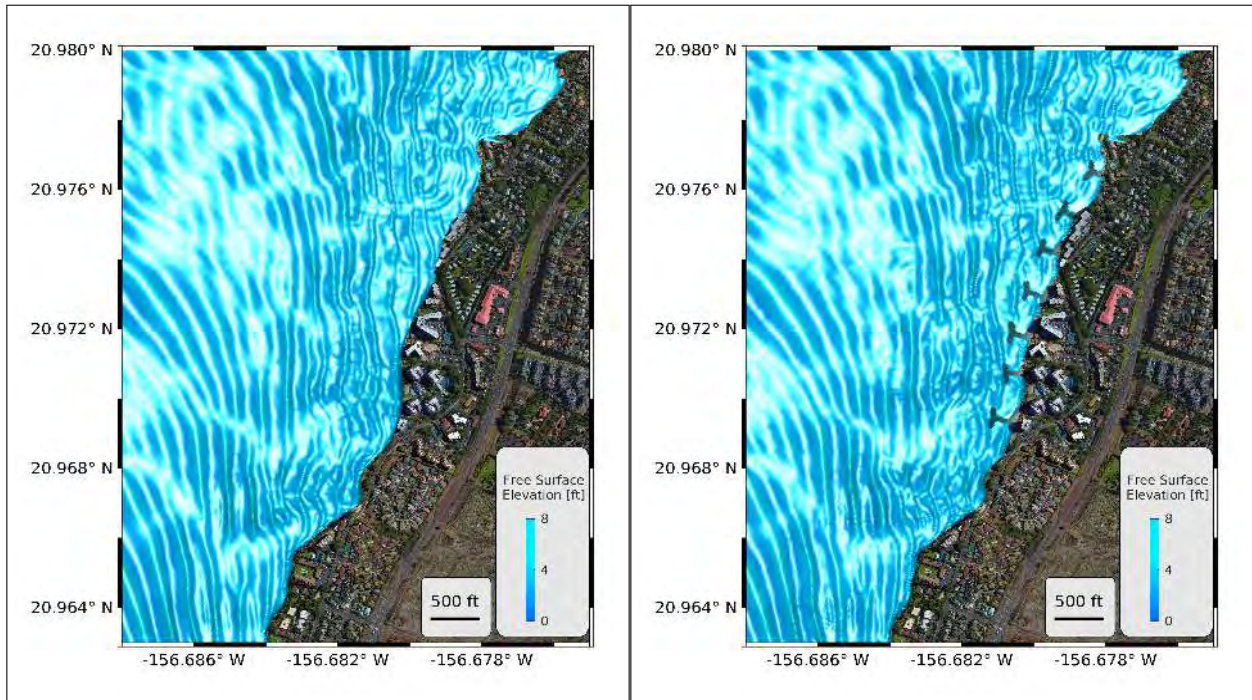 20.980° N
20.976° N
20.972° N
20.968° N
20.964° N
-156.686° W
-156.682° W
-156.678° W
Free Surface
Elevation [ft]
8
4
0
500 ft
20.980° N
20.976° N
20.972° N
20.968° N
20.964° N
-156.686° W
-156.682° W
-156.678° W
Free Surface
Elevation [ft]
8
4
0
500 ft